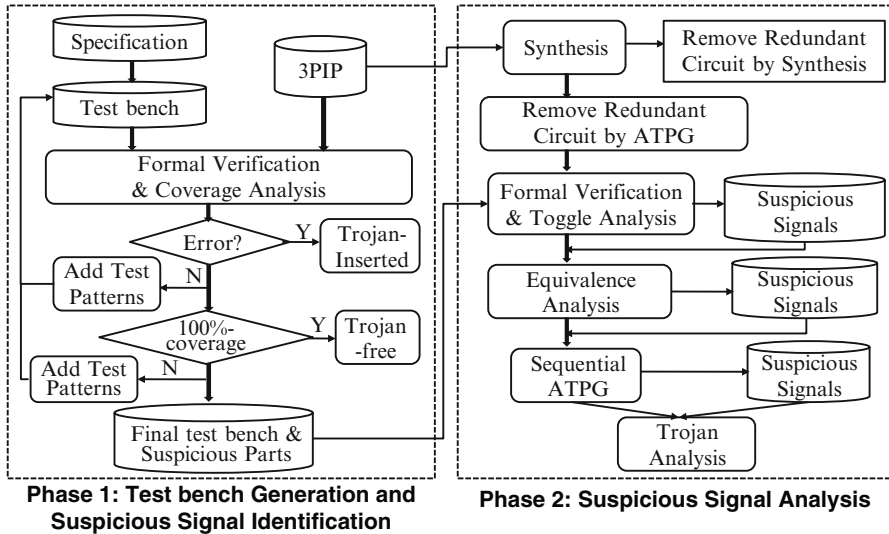 Specification
3PIP
Test bench
Formal Verification
& Coverage Analysis
Error?
Y
Trojan-
Inserted
N
Add Test
Patterns
100%-
coverage
Y
Trojan
-free
N
Add Test
Patterns
Final test bench &
Suspicious Parts
Phase 1: Test bench Generation and
Suspicious Signal Identification
Synthesis
Remove Redundant
Circuit by Synthesis
Remove Redundant
Circuit by ATPG
Formal Verification
& Toggle Analysis
Suspicious
Signals
Equivalence
Analysis
Suspicious
Signals
Sequential
ATPG
Suspicious
Signals
Trojan
Analysis
Phase 2: Suspicious Signal Analysis